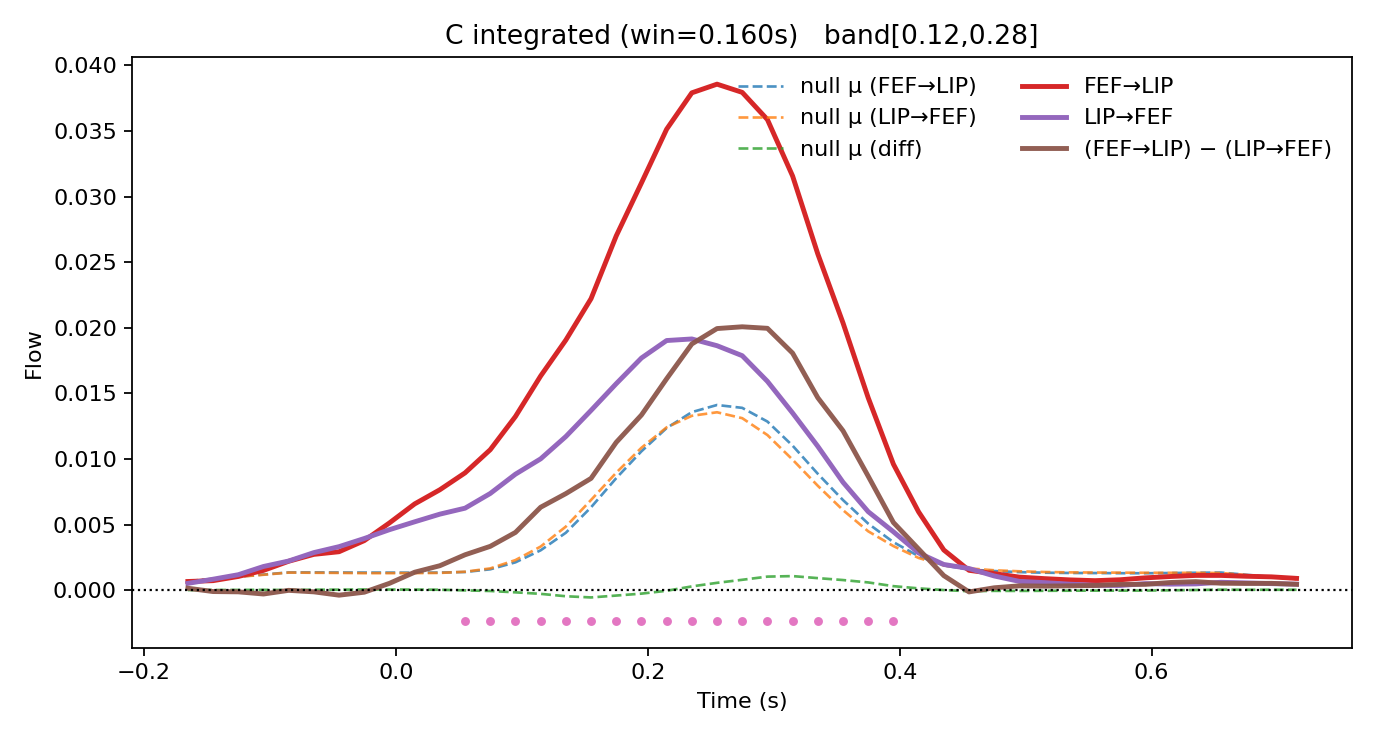 C integrated (win=0.160s)   band[0.12,0.28]
0.040
0.035
0.030
0.025
0.020
0.015
0.010
0.005
0.000
Flow
null μ (FEF→LIP)
null μ (LIP→FEF)
null μ (diff)
FEF→LIP
LIP→FEF
(FEF→LIP) − (LIP→FEF)
−0.2 0.0 0.2 0.4 0.6
Time (s)